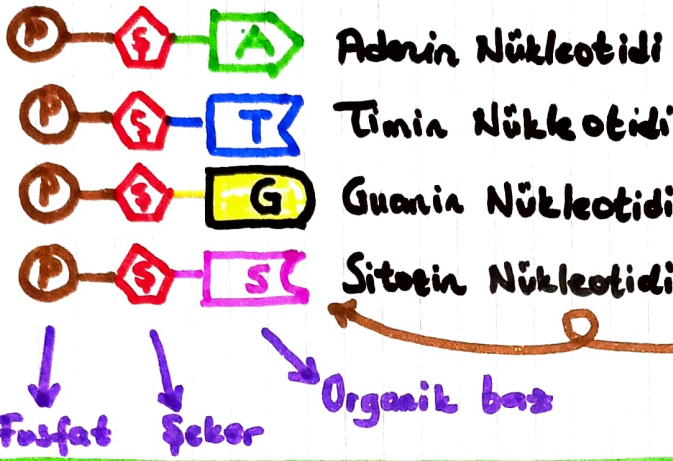 P Ş A Adenin Nükleotidi
P Ş T Timin Nükleotidi
P Ş G Guanin Nükleotidi
P Ş S Sitozin Nükleotidi
Fosfat Şeker Organik baz